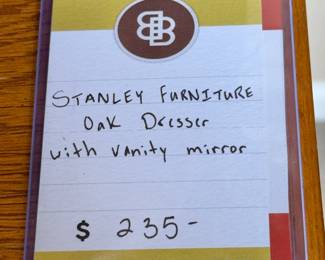 STANLEY FURNITURE
Oak Dresser
with vanity mirror
$ 235-